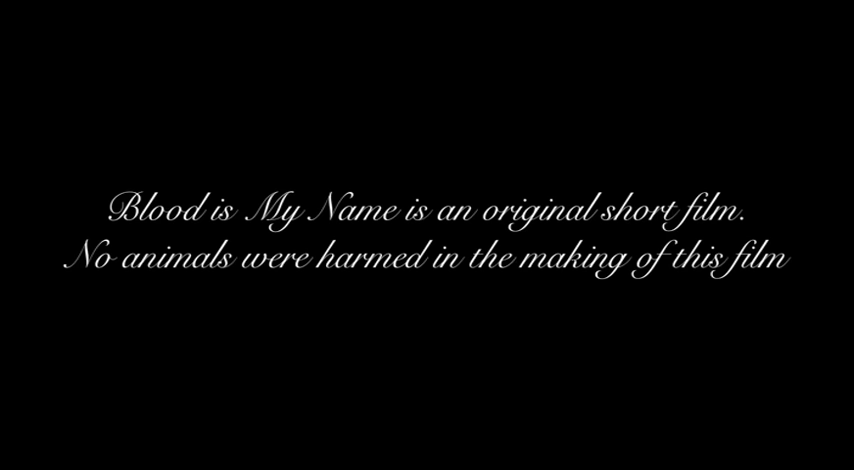 Blood is My Name is an original short film.
No animals were harmed in the making of this film